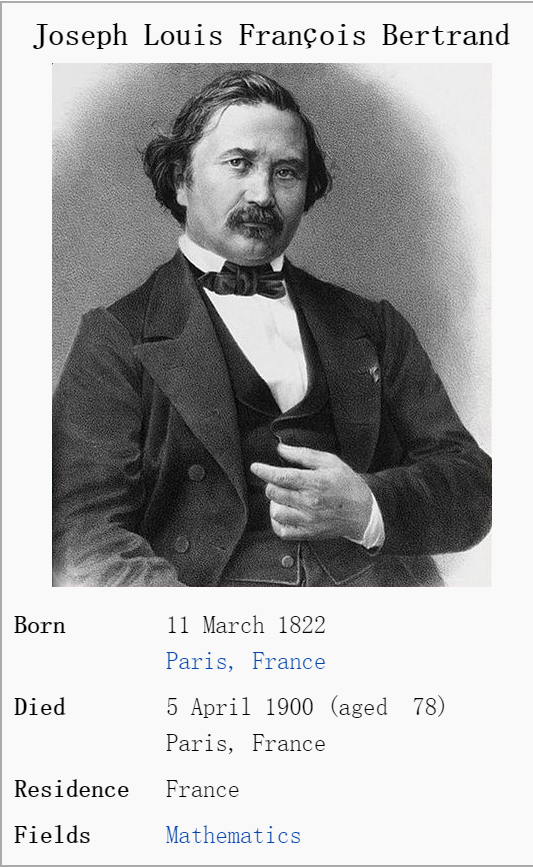 Joseph Louis François Bertrand
Born 11 March 1822
Paris, France
Died 5 April 1900 (aged 78)
Paris, France
Residence France
Fields Mathematics